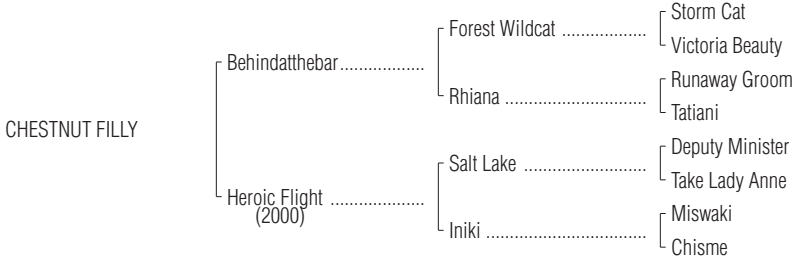 Storm Cat
Forest Wildcat ..................
Victoria Beauty
Behindatthebar..................
Runaway Groom
Rhiana ..............................
Tatiani
CHESTNUT FILLY
Deputy Minister
Salt Lake ..........................
Take Lady Anne
Heroic Flight ....................
(2000)
Miswaki
Iniki ..................................
Chisme